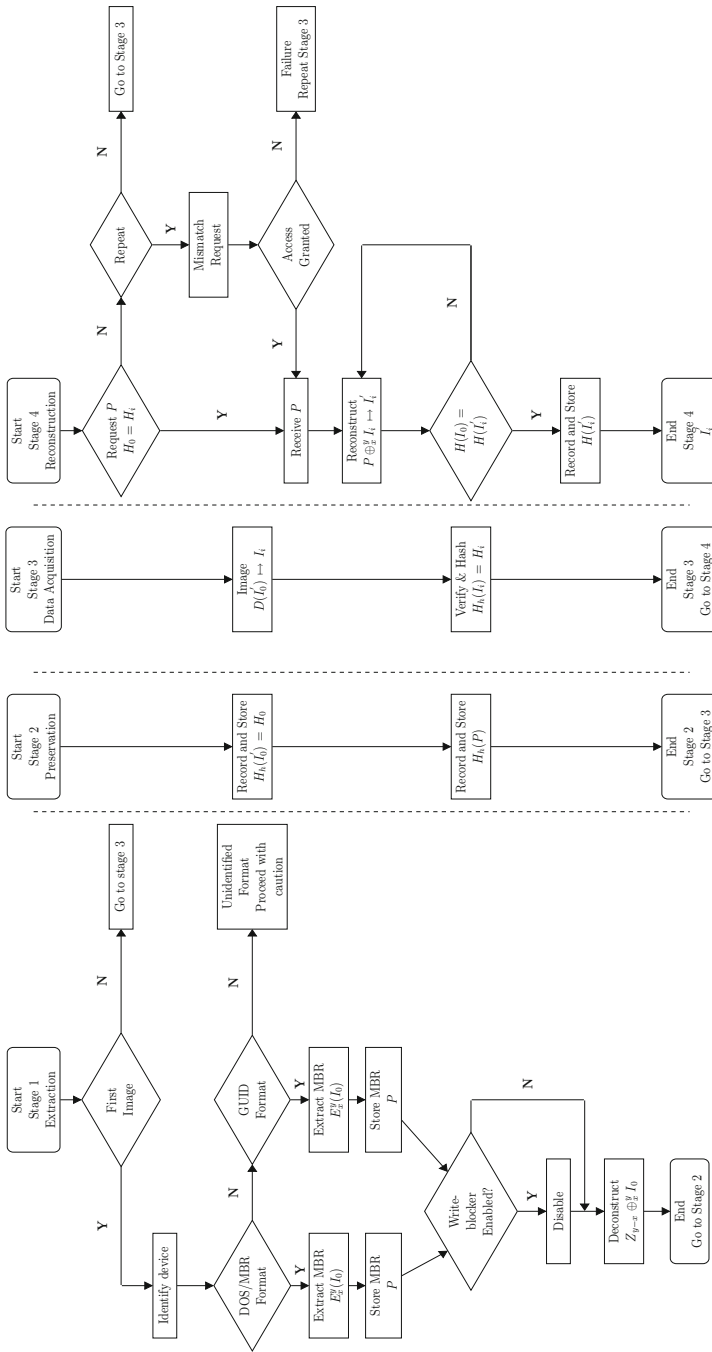 Start
Stage 1
Extraction
First
Image
Y
N
Go to stage 3
Identify device
DOS/MBR
Format
N
GUID
Format
N
Unidentified
Format
Proceed with
caution
Y
Y
Extract MBR
E_x^y(I_0)
Extract MBR
E_x^y(I_0)
Store MBR
P
Store MBR
P
Write-
blocker
Enabled?
N
Y
Disable
Deconstruct
Z_{y−x} ⊕_x^y I_0
End
Go to Stage 2
Start
Stage 2
Preservation
Record and Store
H_h(I_0^′) = H_0
Record and Store
H_h(P)
End
Stage 2
Go to Stage 3
Start
Stage 3
Data Acquisition
Image
D(I_0^′) ↔ I_i
Verify & Hash
H_h(I_i) = H_i
End
Stage 3
Go to Stage 4
Start
Stage 4
Reconstruction
Request P
H_0 = H_i
N
Repeat
N
Go to Stage 3
Y
Mismatch
Request
Y
Access
Granted
N
Failure
Repeat Stage 3
Y
Receive P
Reconstruct
P ⊕_x^y I_i ↔ I_i^′
H(I_0) =
H(I_i^′)
N
Y
Record and Store
H(I_i^′)
End
Stage 4
I_i^′